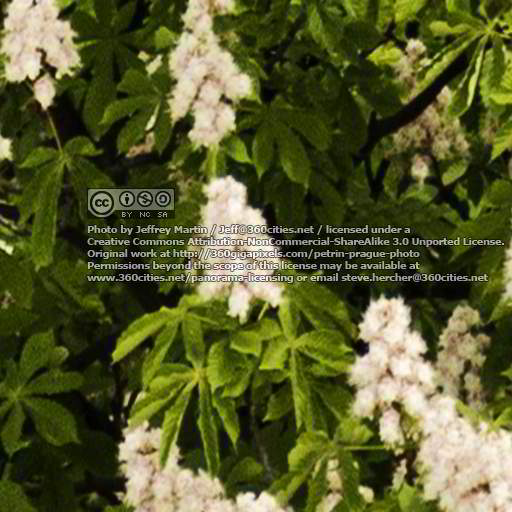 cc
BY NC SA
Photo by Jeffrey Martin / Jeff@360cities.net / licensed under a
Creative Commons Attribution-NonCommercial-ShareAlike 3.0 Unported License.
Original work at http://360gigapixels.com/petrin-prague-photo
Permissions beyond the scope of this license may be available at
www.360cities.net/panorama-licensing or email steve.hercher@360cities.net